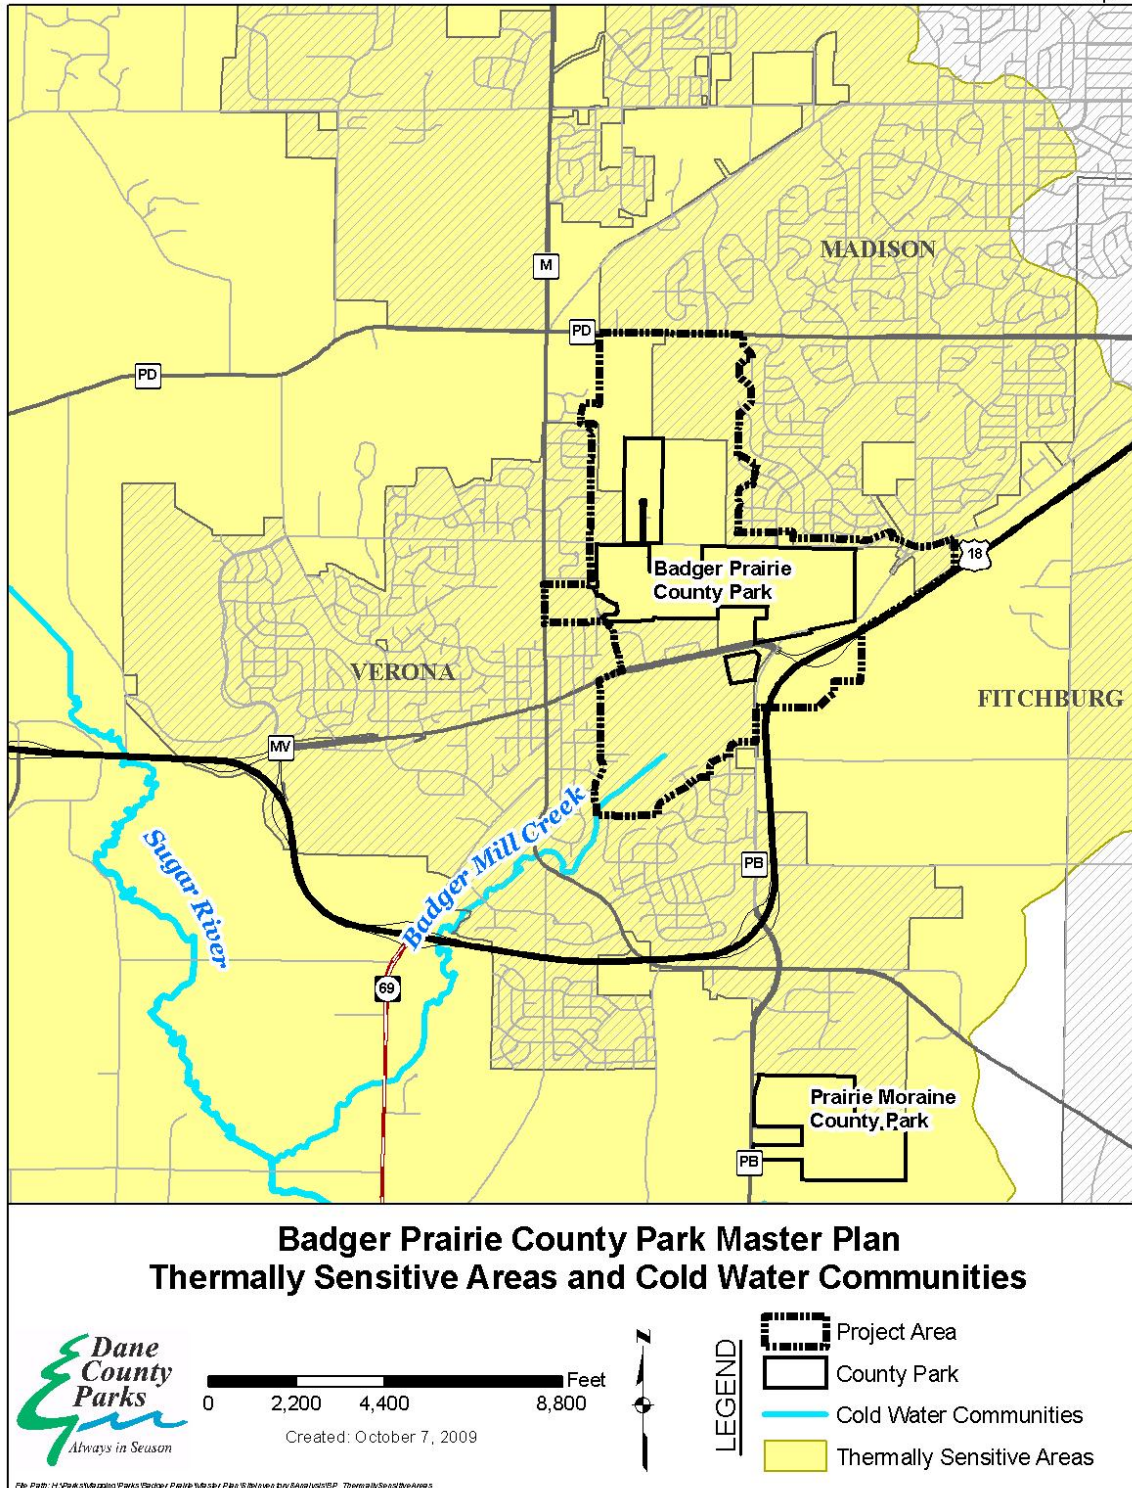 MADISON
M
PD
PD
18
Badger Prairie
County Park
VERONA
FITCHBURG
MV
Badger Mill Creek
Sugar River
PB
69
Prairie Moraine
County Park
PB
Badger Prairie County Park Master Plan
Thermally Sensitive Areas and Cold Water Communities
Dane
County
Parks
Always in Season
Feet
0 2,200 4,400 8,800
Created: October 7, 2009
N
LEGEND
Project Area
County Park
Cold Water Communities
Thermally Sensitive Areas